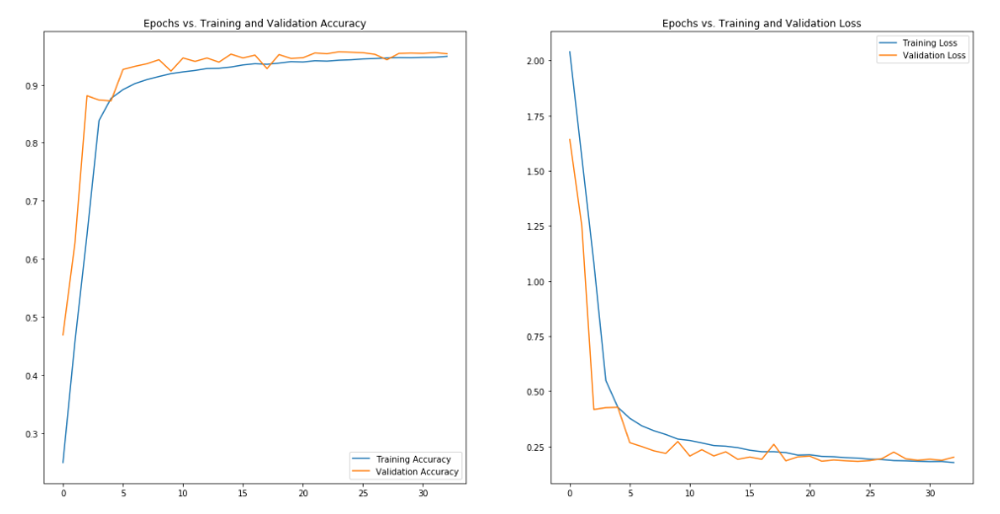 Epochs vs. Training and Validation Accuracy
0.9
0.8
0.7
0.6
0.5
0.4
0.3
Training Accuracy
Validation Accuracy
0 5 10 15 20 25 30
Epochs vs. Training and Validation Loss
Training Loss
Validation Loss
2.00
1.75
1.50
1.25
1.00
0.75
0.50
0.25
0 5 10 15 20 25 30